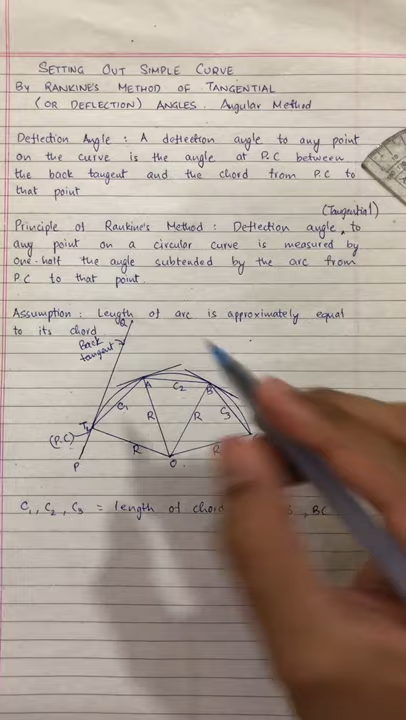 SETTING OUT SIMPLE CURVE
BY RANKINE'S METHOD OF TANGENTIAL
(OR DEFLECTION) ANGLES. Angular Method
Deflection Angle : A deflection angle to any point
on the curve is the angle at P.C between
the back tangent and the chord from P.C to
that point
(Tangential)
Principle of Rankine's Method : Deflection angle, to
any point on a circular curve is measured by
one-half the angle subtended by the arc from
PC to that point.
Assumption : Length of arc is approximately equal
to its chord
Back
tangent
A
C2
B
C1
C3
R
R
T1
(P.C)
R
R
O
P
C1, C2, C3 = length of chord , BC